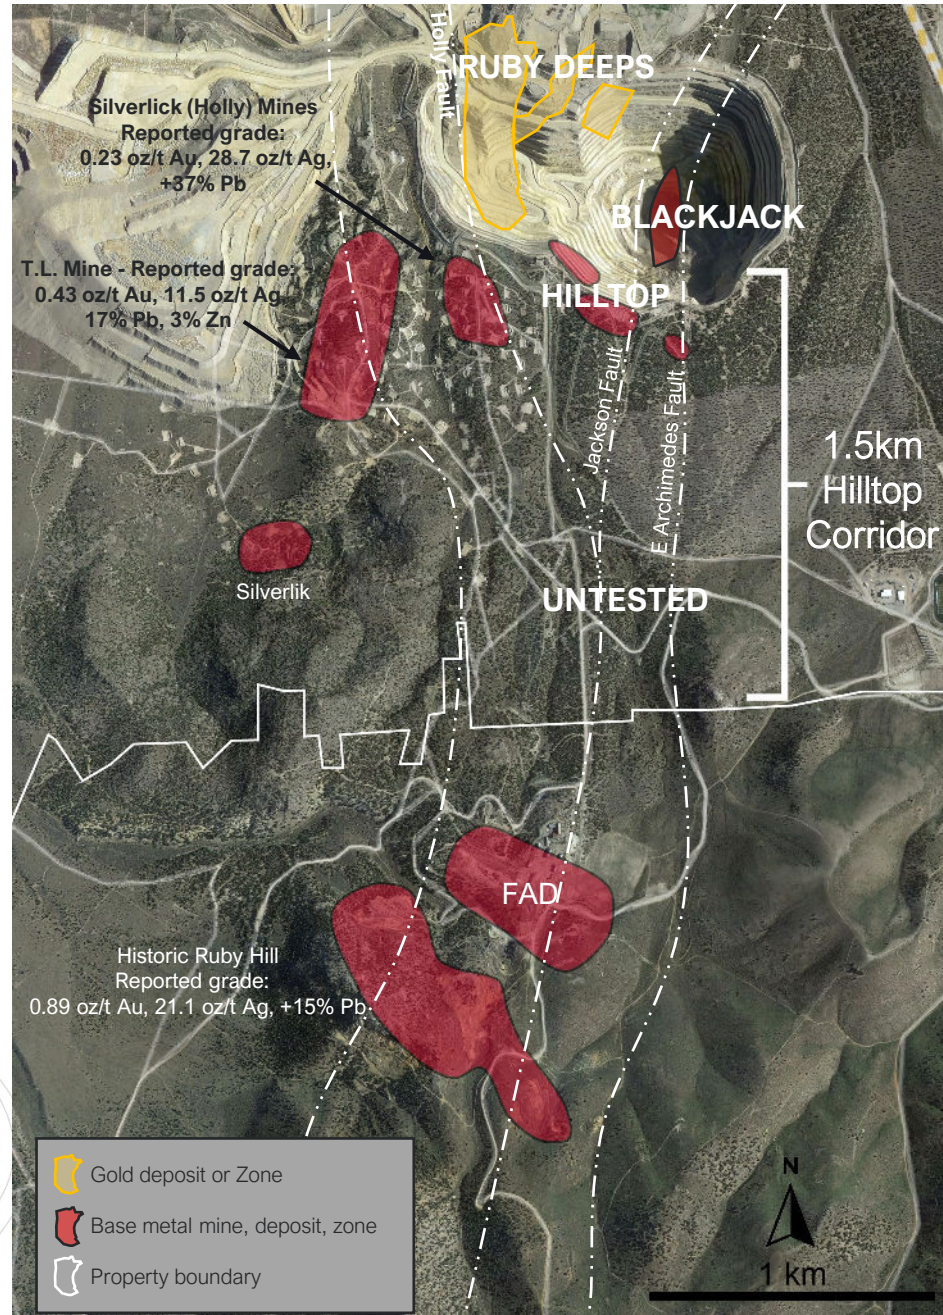 Holly Fault
RUBY DEEPS
Silverlick (Holly) Mines
Reported grade:
0.23 oz/t Au, 28.7 oz/t Ag,
+37% Pb
BLACKJACK
T.L. Mine - Reported grade:
0.43 oz/t Au, 11.5 oz/t Ag
17% Pb, 3% Zn
HILLTOP
Jackson Fault
E Archimedes Fault
1.5km
Hilltop
Corridor
Silverlik
UNTESTED
FAD
Historic Ruby Hill
Reported grade:
0.89 oz/t Au, 21.1 oz/t Ag, +15% Pb
Gold deposit or Zone
Base metal mine, deposit, zone
Property boundary
N
1 km